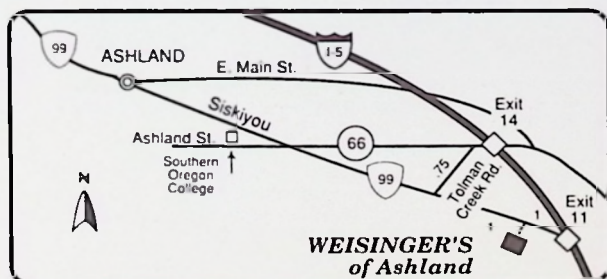 99
ASHLAND
I-5
E. Main St.
Siskiyou
Exit
14
Ashland St.
66
Southern
Oregon
College
.75
Tolman
Creek Rd.
99
N
Exit
11
1
1
WEISINGER'S
of Ashland